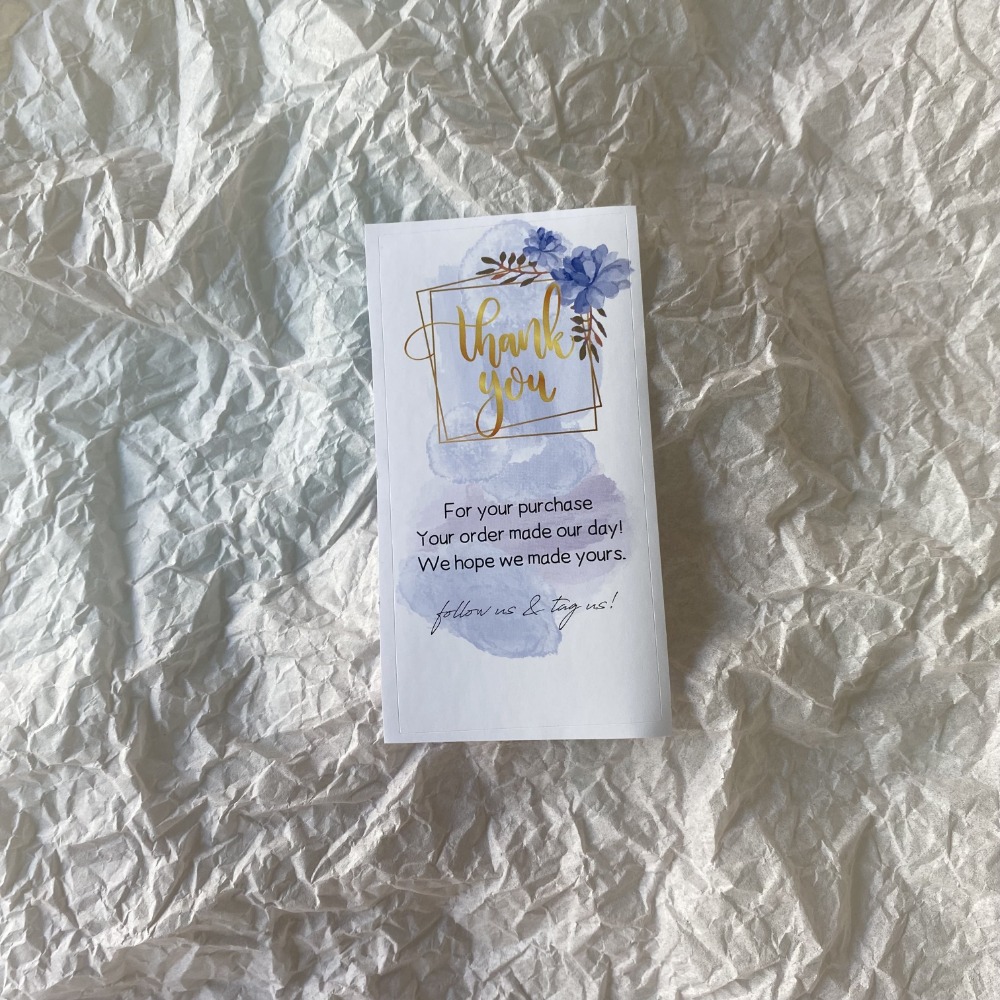 thank
you
For your purchase
Your order made our day!
We hope we made yours.
follow us & tag us!